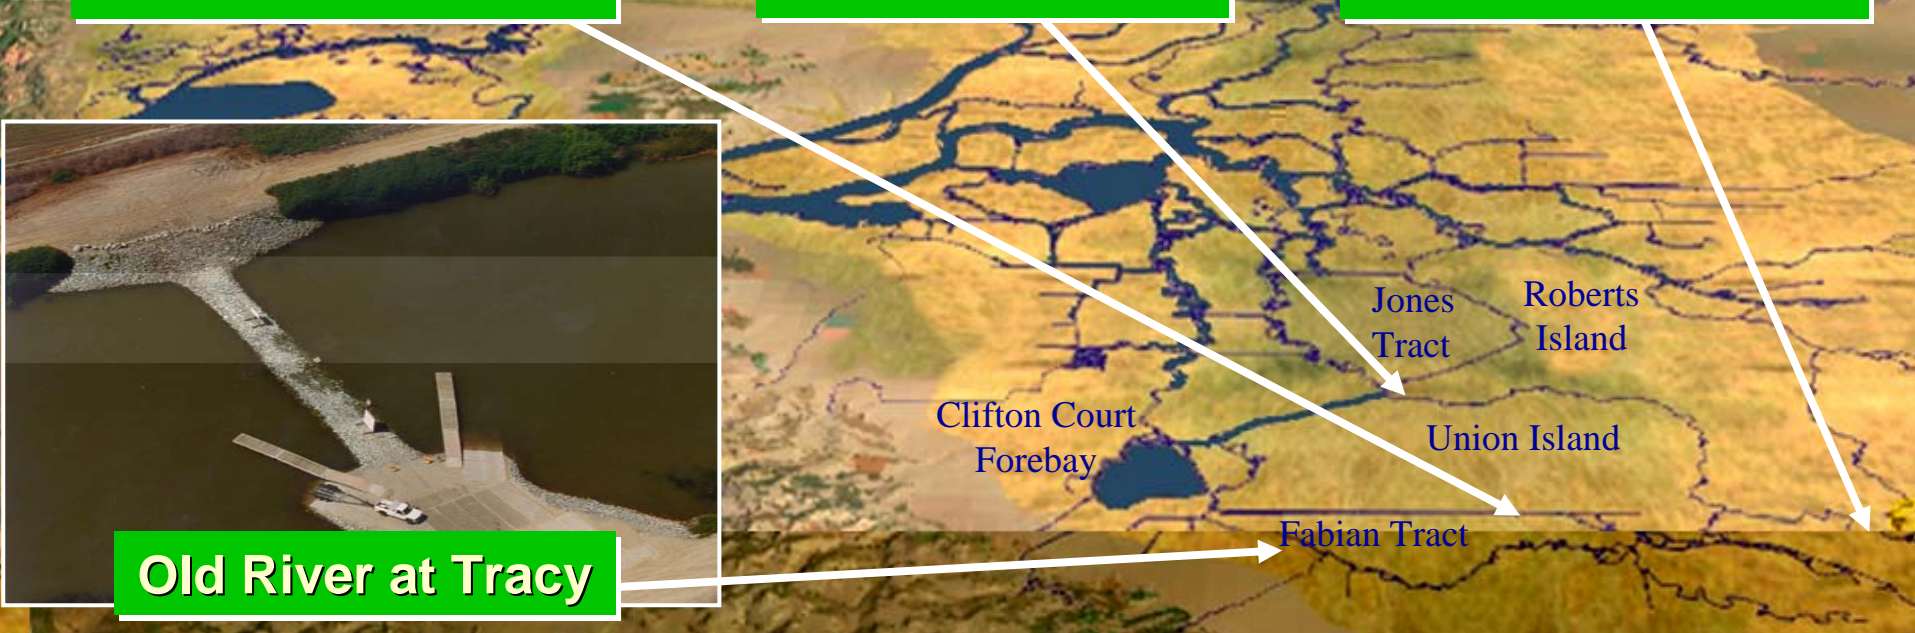 Jones
Tract
Roberts
Island
Clifton Court
Forebay
Union Island
Fabian Tract
Old River at Tracy